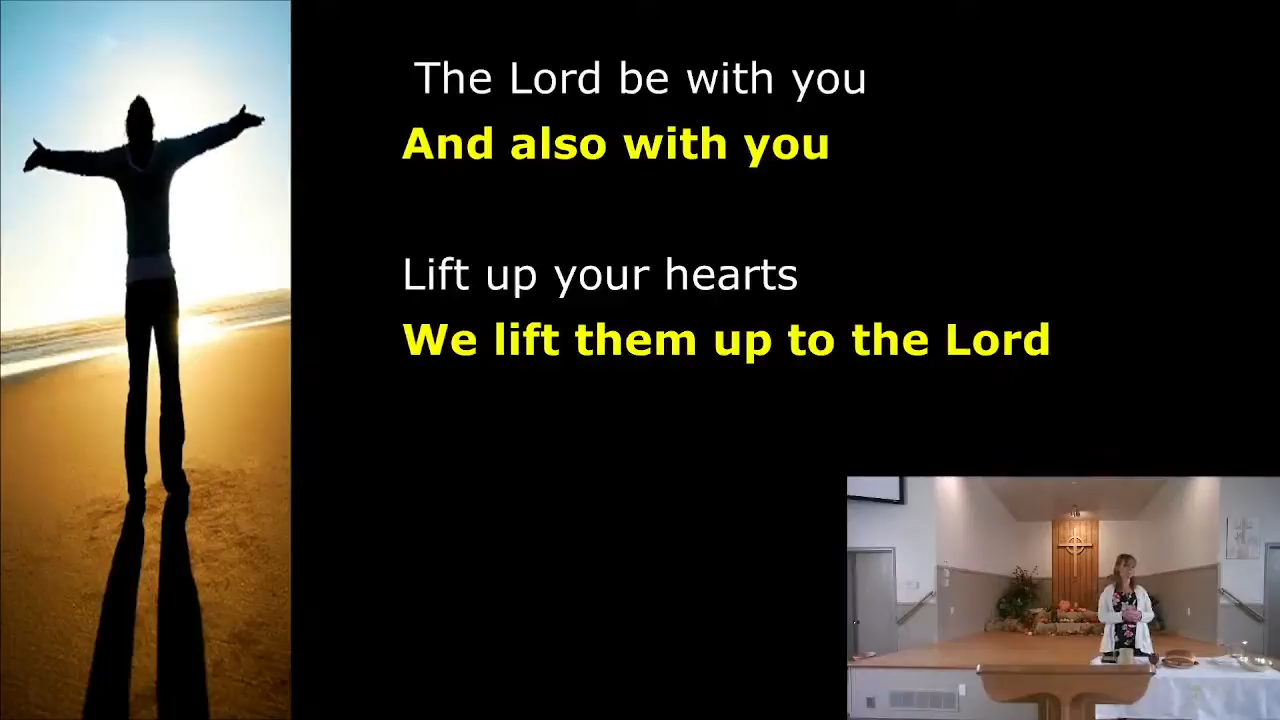 The Lord be with you
And also with you
Lift up your hearts
We lift them up to the Lord